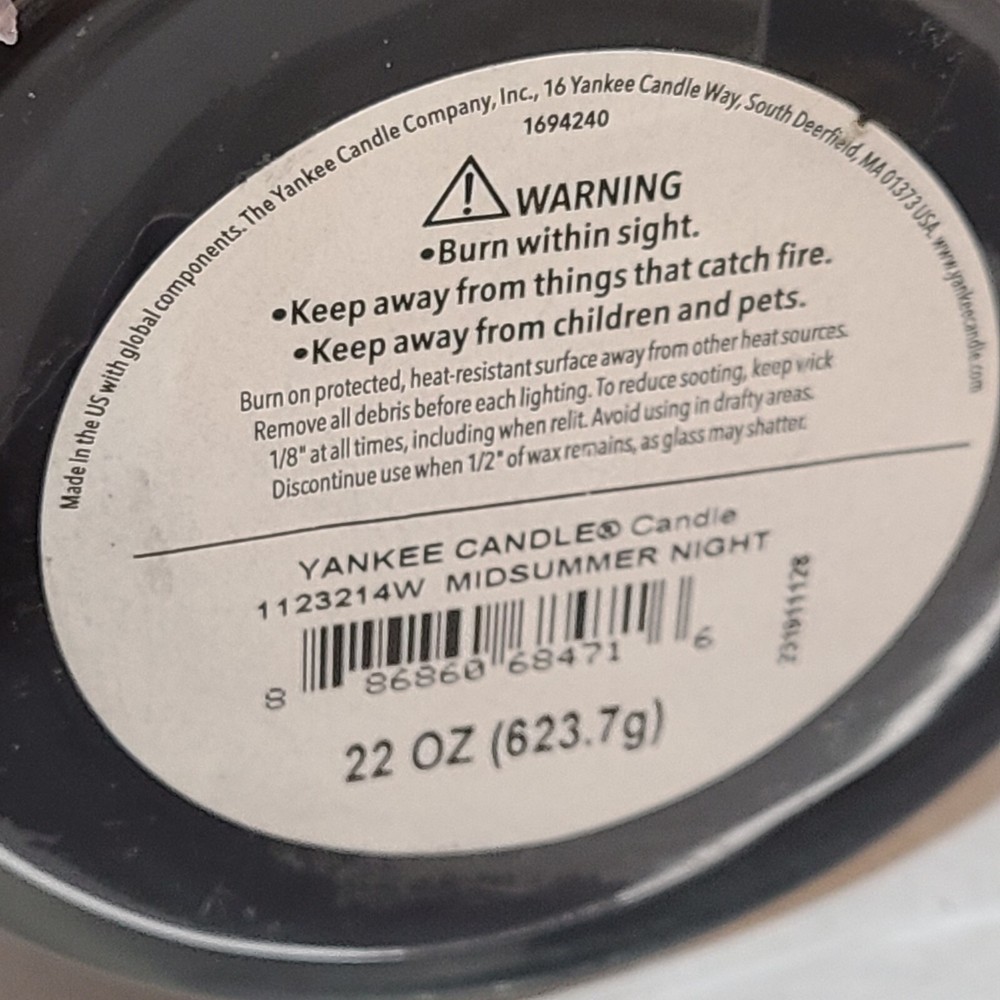 Made In the US with global components. The Yankee Candle Company, Inc., 16 Yankee Candle Way, South Deerfield, MA 01373 USA. www.yankeecandle.com
1694240
WARNING
•Burn within sight.
•Keep away from things that catch fire.
•Keep away from children and pets.
Burn on protected, heat-resistant surface away from other heat sources.
Remove all debris before each lighting. To reduce sooting, keep wick
1/8" at all times, including when relit. Avoid using in drafty areas.
Discontinue use when 1/2" of wax remains, as glass may shatter.
YANKEE CANDLE® Candle
1123214W MIDSUMMER NIGHT
8 86860 68471 6
22 OZ (623.7g)